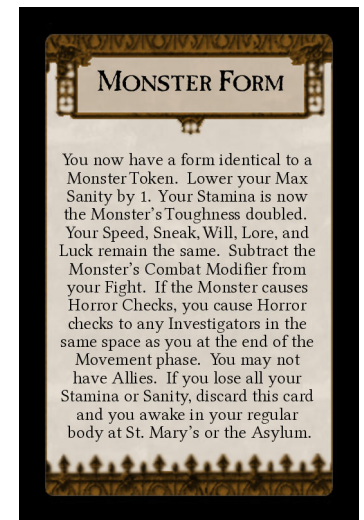 MONSTER FORM
You now have a form identical to a
Monster Token. Lower your Max
Sanity by 1. Your Stamina is now
the Monster's Toughness doubled.
Your Speed, Sneak, Will, Lore, and
Luck remain the same. Subtract the
Monster's Combat Modifier from
your Fight. If the Monster causes
Horror Checks, you cause Horror
checks to any Investigators in the
same space as you at the end of the
Movement phase. You may not
have Allies. If you lose all your
Stamina or Sanity, discard this card
and you awake in your regular
body at St. Mary's or the Asylum.